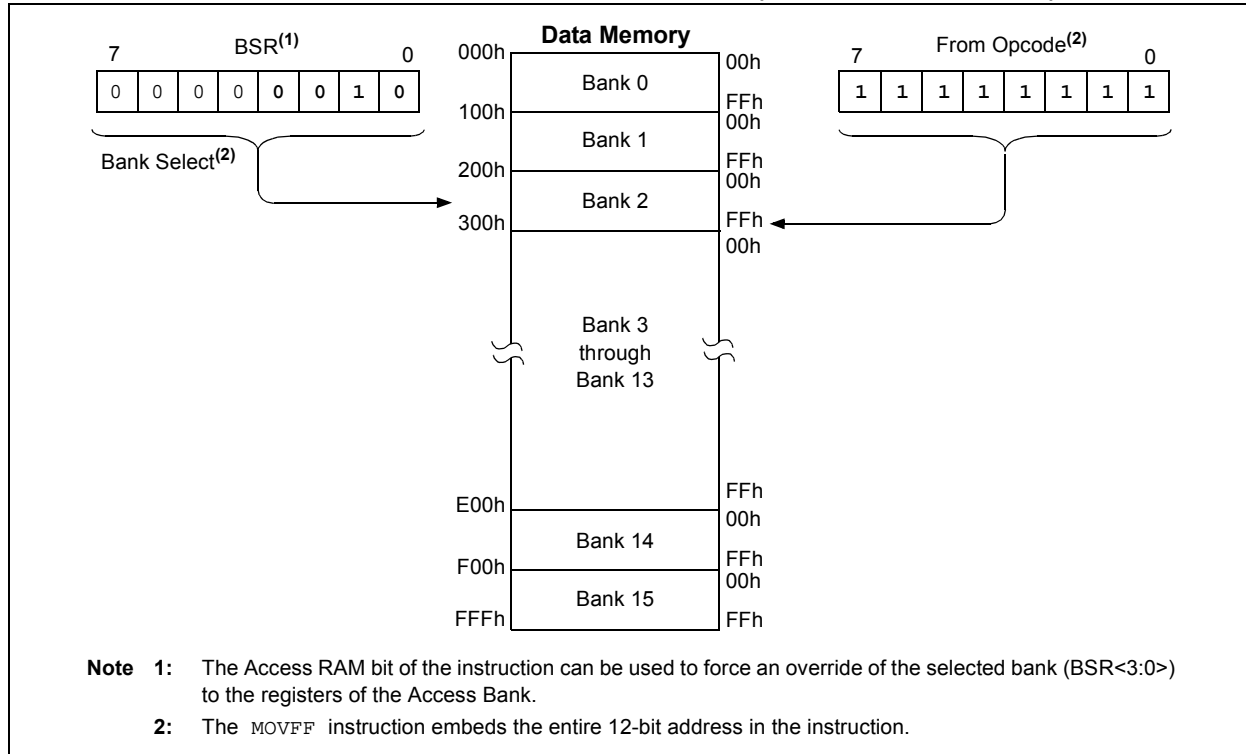 Data Memory
7 BSR(1) 0
0 0 0 0 0 0 1 0
Bank Select(2)
7 From Opcode(2) 0
1 1 1 1 1 1 1 1
000h
00h
Bank 0
FFh
100h
00h
Bank 1
FFh
200h
00h
Bank 2
FFh
300h
00h
Bank 3
through
Bank 13
FFh
E00h
00h
Bank 14
FFh
F00h
00h
Bank 15
FFFh
FFh
Note 1: The Access RAM bit of the instruction can be used to force an override of the selected bank (BSR<3:0>)
to the registers of the Access Bank.
2: The MOVFF instruction embeds the entire 12-bit address in the instruction.